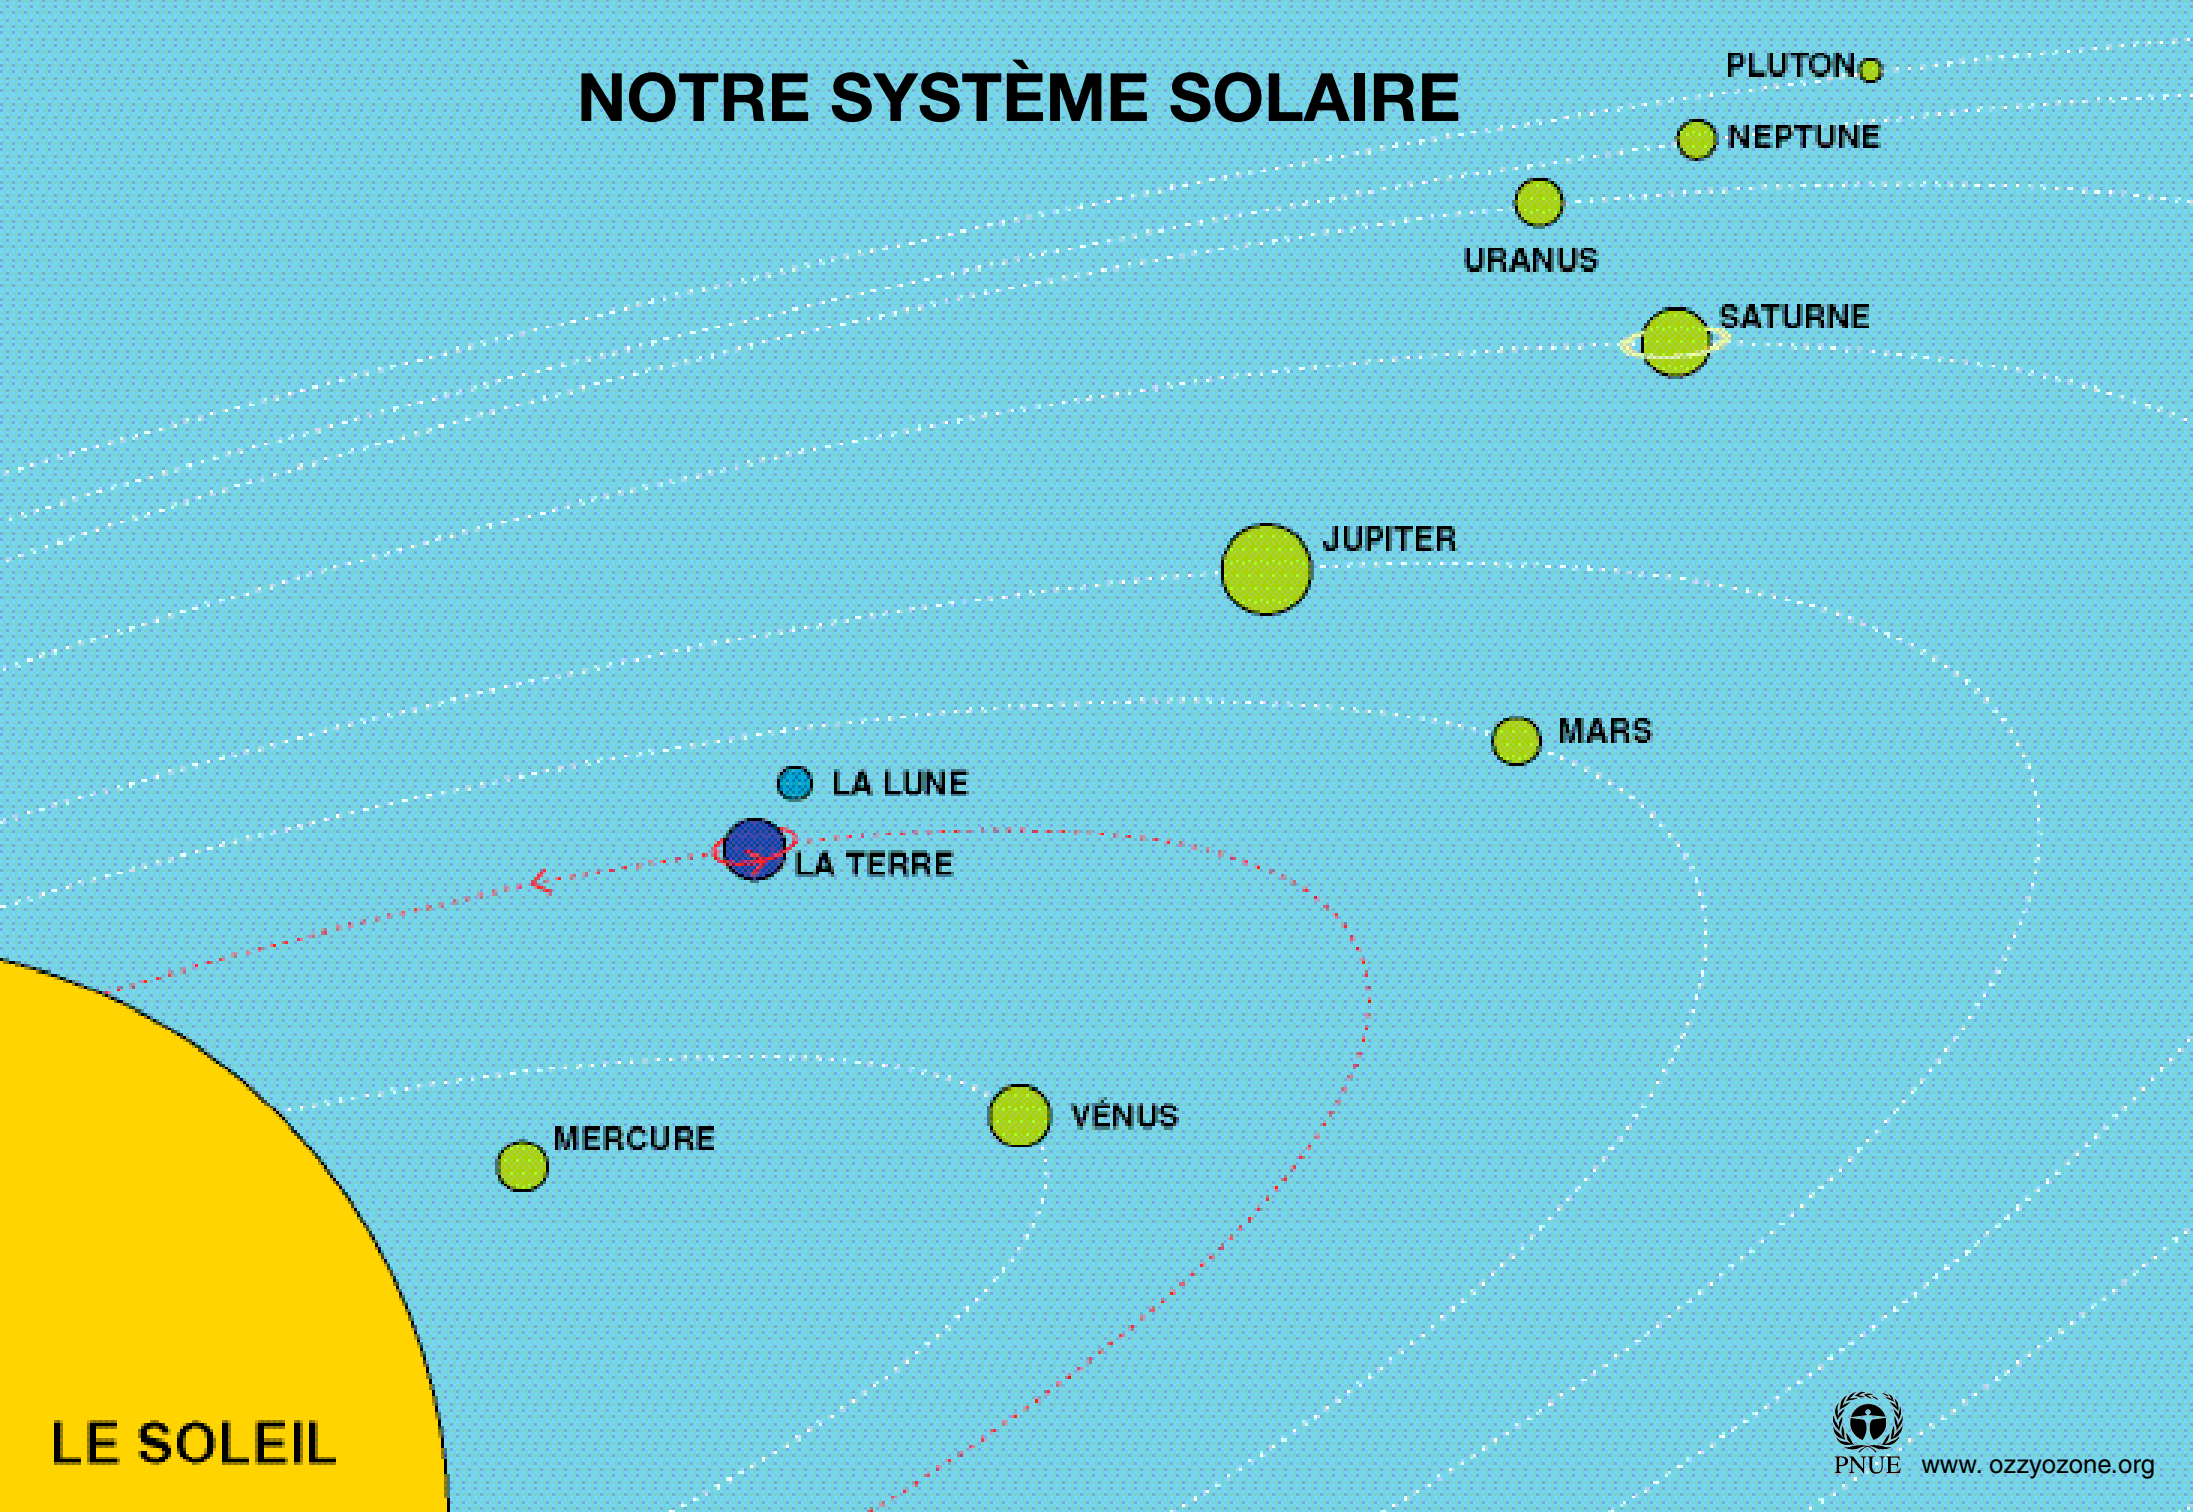 NOTRE SYSTÈME SOLAIRE
PLUTON
NEPTUNE
URANUS
SATURNE
JUPITER
MARS
LA LUNE
LA TERRE
VÉNUS
MERCURE
LE SOLEIL
PNUE www. ozzyozone.org